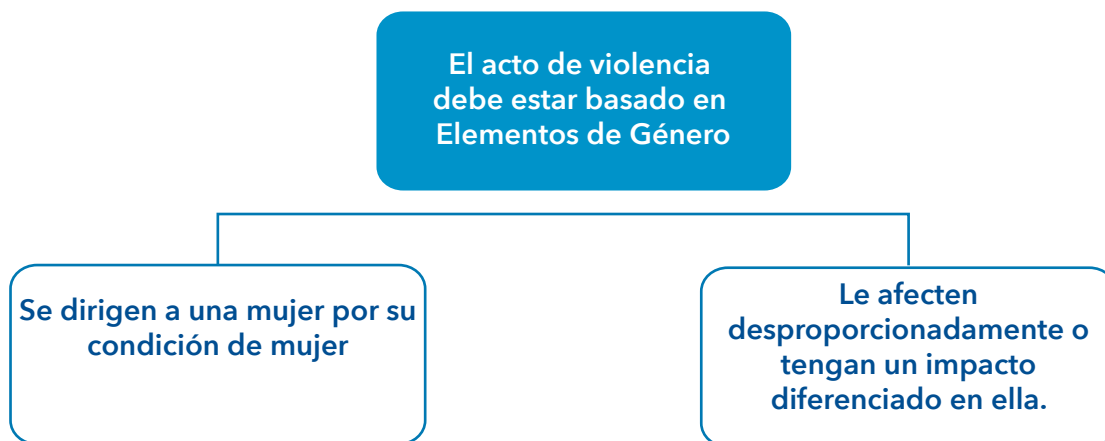 El acto de violencia
debe estar basado en
Elementos de Género
Se dirigen a una mujer por su
condición de mujer
Le afecten
desproporcionadamente o
tengan un impacto
diferenciado en ella.